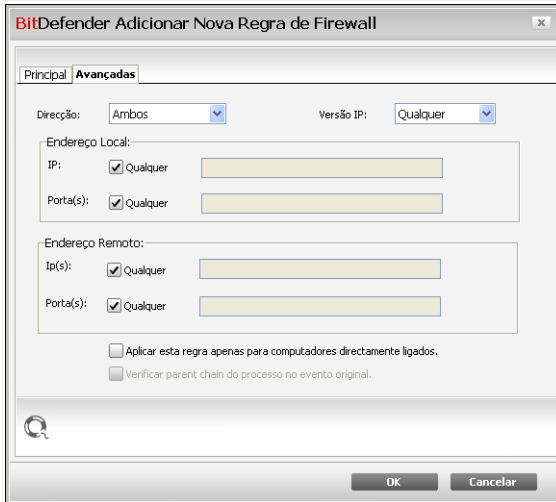 BitDefender Adicionar Nova Regra de Firewall
Principal Avançadas
Direcção: Ambos Versão IP: Qualquer
Endereço Local:
IP: Qualquer
Porta(s): Qualquer
Endereço Remoto:
Ip(s): Qualquer
Porta(s): Qualquer
Aplicar esta regra apenas para computadores directamente ligados.
Verificar parent chain do processo no evento original.
OK Cancelar